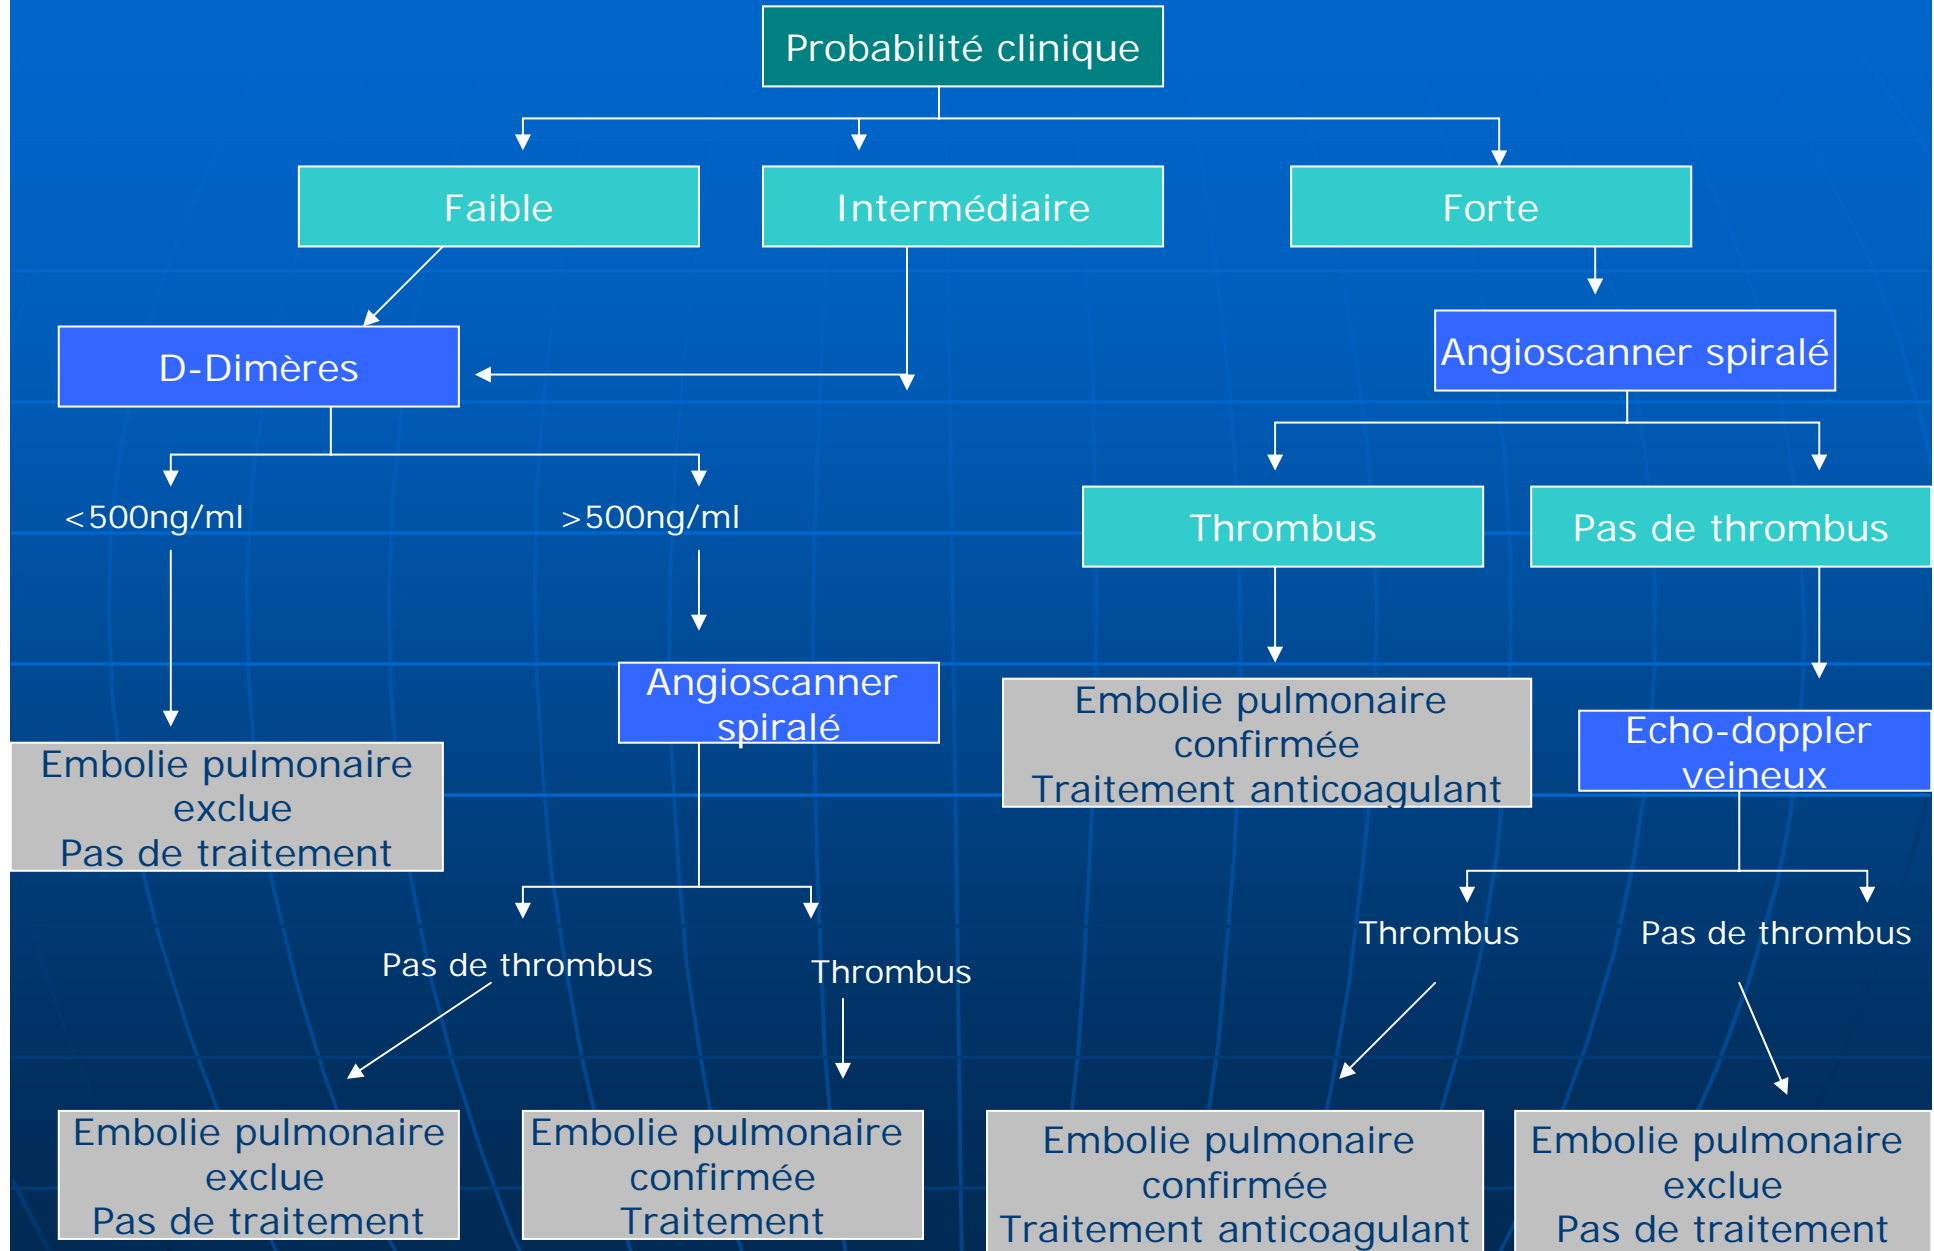 Probabilité clinique
Faible
Intermédiaire
Forte
D-Dimères
Angioscanner spiralé
<500ng/ml
>500ng/ml
Thrombus
Pas de thrombus
Angioscanner
spiralé
Embolie pulmonaire
confirmée
Traitement anticoagulant
Echo-doppler
veineux
Embolie pulmonaire
exclue
Pas de traitement
Pas de thrombus
Thrombus
Thrombus
Pas de thrombus
Embolie pulmonaire
exclue
Pas de traitement
Embolie pulmonaire
confirmée
Traitement
Embolie pulmonaire
confirmée
Traitement anticoagulant
Embolie pulmonaire
exclue
Pas de traitement